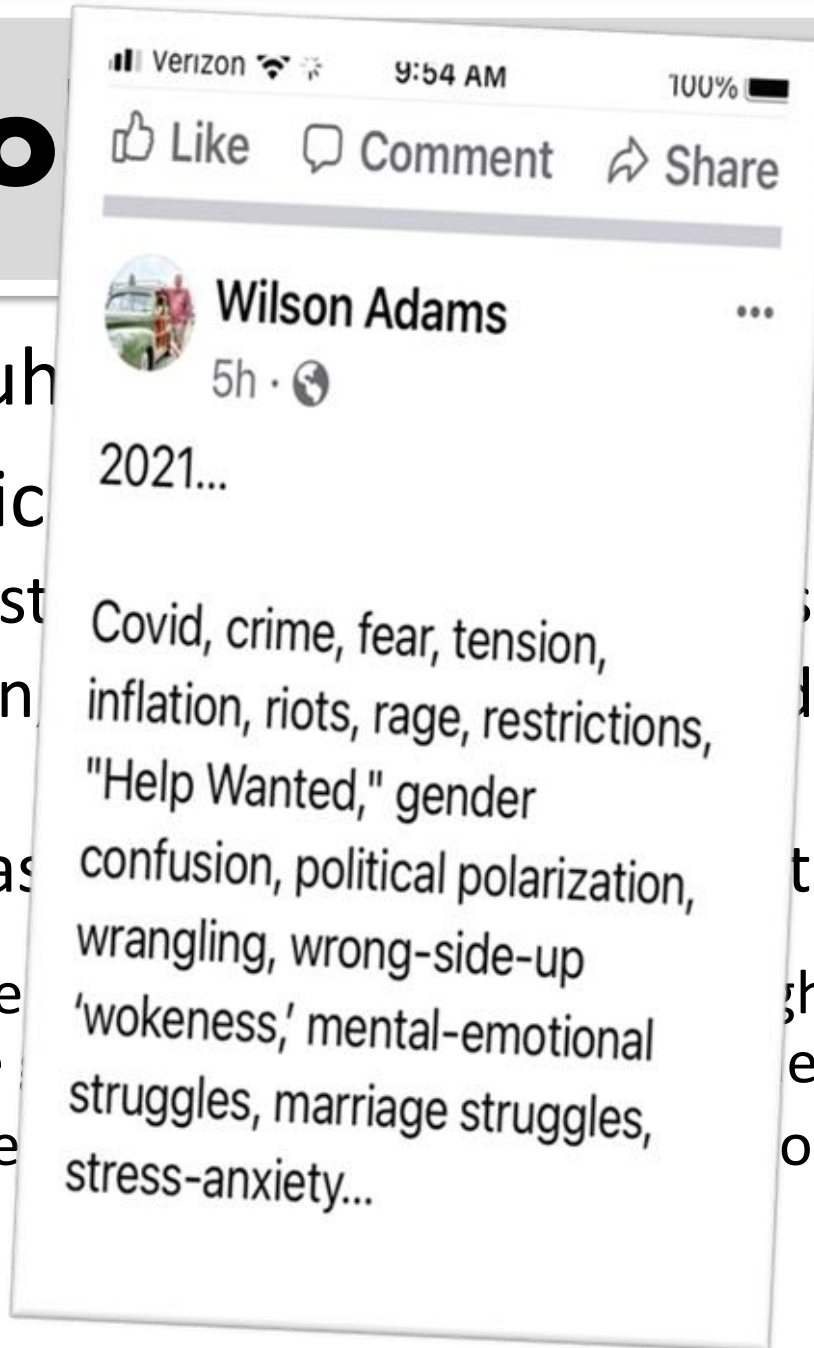 Verizon 9:54 AM 100%
Like Comment Share
Wilson Adams
5h ·
2021...
Covid, crime, fear, tension,
inflation, riots, rage, restrictions,
"Help Wanted," gender
confusion, political polarization,
wrangling, wrong-side-up
‘wokeness,’ mental-emotional
struggles, marriage struggles,
stress-anxiety...